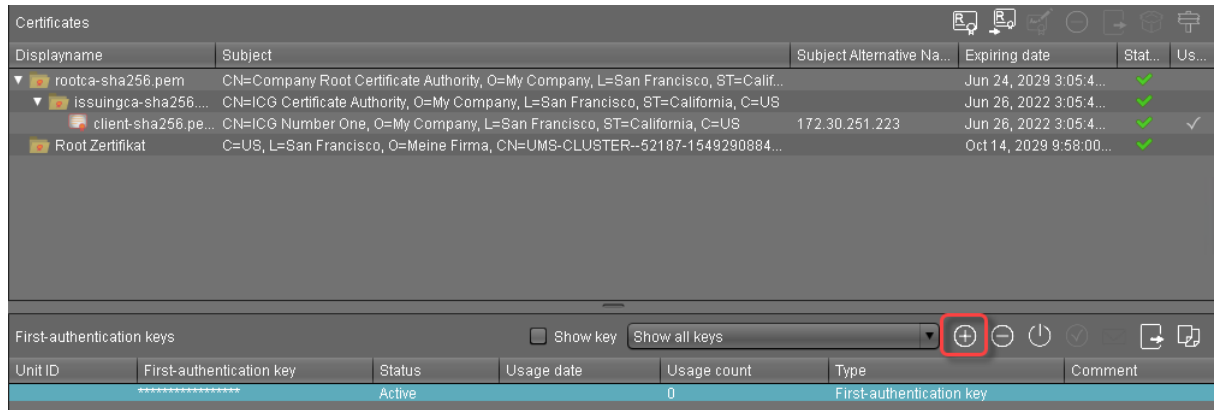 Certificates
Displayname Subject Subject Alternative Na... Expiring date Stat... Us...
rootca-sha256.pem CN=Company Root Certificate Authority, O=My Company, L=San Francisco, ST=Calif... Jun 24, 2029 3:05:4...
issuingca-sha256.... CN=ICG Certificate Authority, O=My Company, L=San Francisco, ST=California, C=US Jun 26, 2022 3:05:4...
client-sha256.pe... CN=ICG Number One, O=My Company, L=San Francisco, ST=California, C=US 172.30.251.223 Jun 26, 2022 3:05:4...
Root Zertifikat C=US, L=San Francisco, O=Meine Firma, CN=UMS-CLUSTER--52187-1549290884... Oct 14, 2029 9:58:00...
First-authentication keys Show key Show all keys
Unit ID First-authentication key Status Usage date Usage count Type Comment
***************** Active 0 First-authentication key